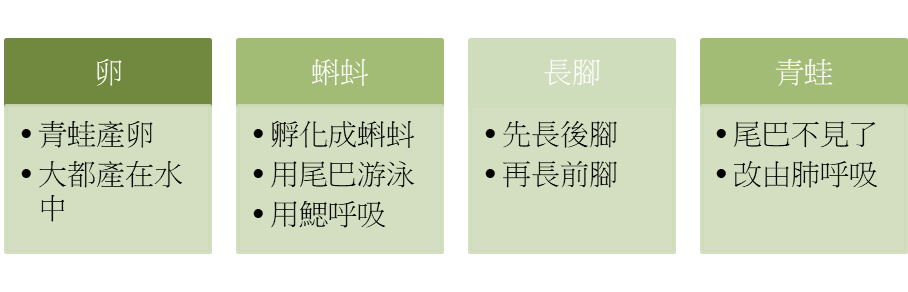 卵
• 青蛙產卵
• 大都產在水
中
蝌蚪
• 孵化成蝌蚪
• 用尾巴游泳
• 用鰓呼吸
長腳
• 先長後腳
• 再長前腳
青蛙
• 尾巴不見了
• 改由肺呼吸